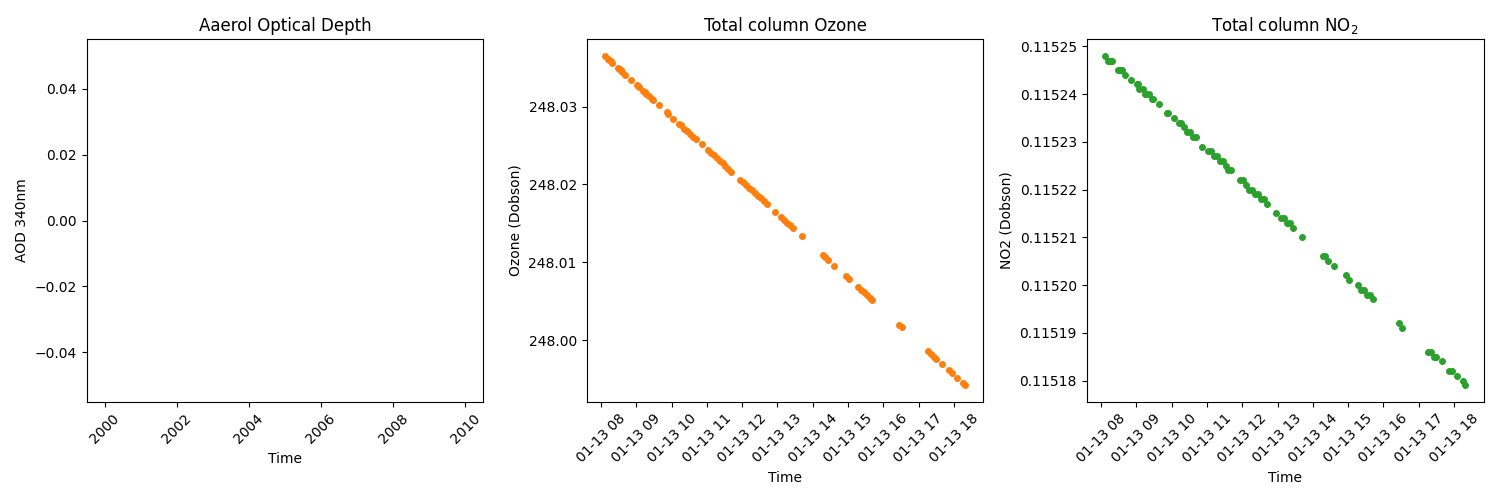 Aaerol Optical Depth
AOD 340nm
0.04
0.02
0.00
−0.02
−0.04
2000 2002 2004 2006 2008 2010
Time
Total column Ozone
Ozone (Dobson)
248.03
248.02
248.01
248.00
01-13 08 01-13 09 01-13 10 01-13 11 01-13 12 01-13 13 01-13 14 01-13 15 01-13 16 01-13 17 01-13 18
Time
Total column NO₂
NO2 (Dobson)
0.11525
0.11524
0.11523
0.11522
0.11521
0.11520
0.11519
0.11518
01-13 08 01-13 09 01-13 10 01-13 11 01-13 12 01-13 13 01-13 14 01-13 15 01-13 16 01-13 17 01-13 18
Time